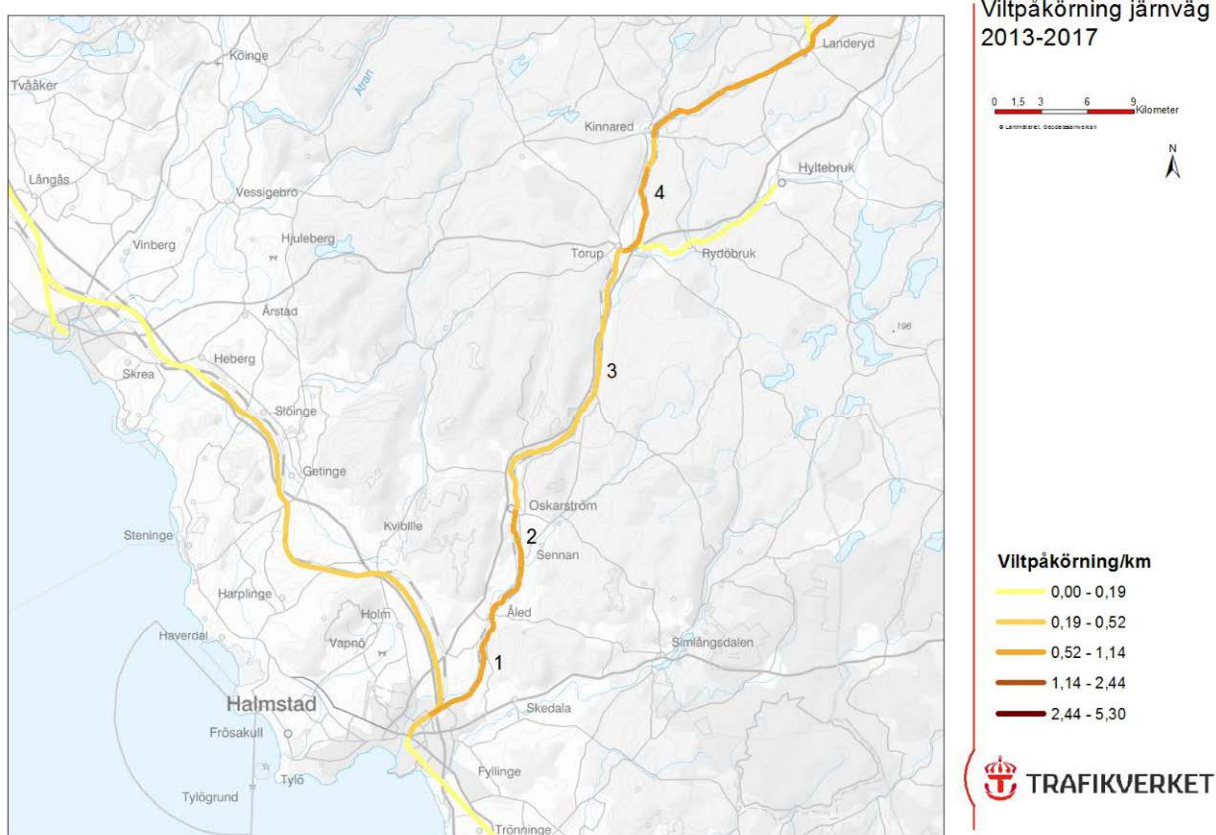 Viltpåkörning järnväg
2013-2017
0 1,5 3 6 9
Kilometer
N
Köinge
Tvååker
Ätran
Landeryd
Kinnared
Hyltebruk
Långås
Vessigebro
4
Vinberg
Hjuleberg
Torup
Rydöbruk
Årstad
196
Heberg
Skrea
3
Slöinge
Getinge
Oskarström
Steninge
Kvibille
2
Sennan
Harplinge
Holm
Åled
Haverdal
Vapnö
Simlångsdalen
1
Halmstad
Skedala
Frösakull
Tylö
Fyllinge
Tylögrund
Trönninge
Viltpåkörning/km
0,00 - 0,19
0,19 - 0,52
0,52 - 1,14
1,14 - 2,44
2,44 - 5,30
TRAFIKVERKET